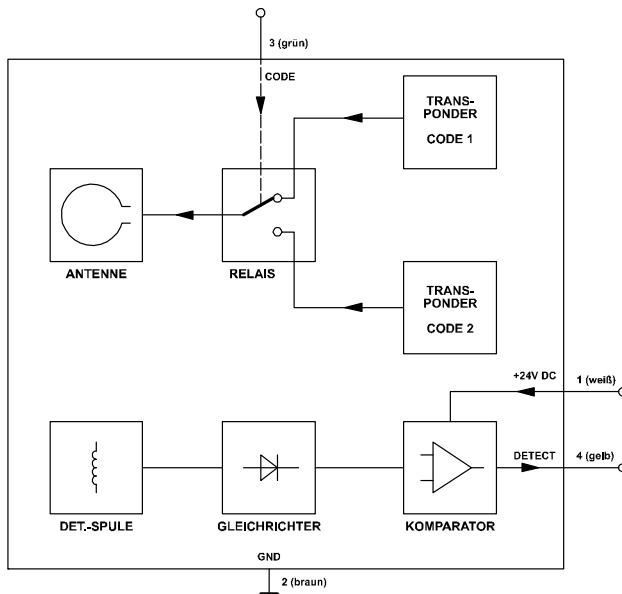 3 (grün)
CODE
TRANS-
PONDER
CODE 1
ANTENNE
RELAIS
TRANS-
PONDER
CODE 2
+24V DC
1 (weiß)
DETECT
4 (gelb)
DET.-SPULE
GLEICHRICHTER
KOMPARATOR
GND
2 (braun)